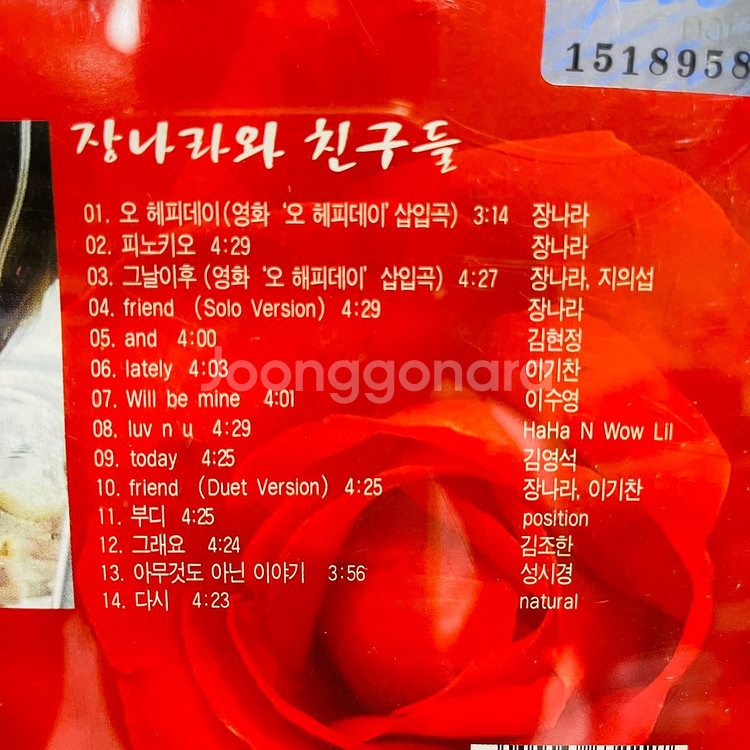 1518958
장나라와 친구들
01. 오 헤피데이(영화 '오 헤피데이' 삽입곡) 3:14 장나라
02. 피노키오 4:29 장나라
03. 그날이후 (영화 '오 해피데이' 삽입곡) 4:27 장나라, 지의섭
04. friend (Solo Version) 4:29 장나라
05. and 4:00 김현정
06. lately 4:03 이기찬
07. Will be mine 4:01 이수영
08. luv n u 4:29 HaHa N Wow Lil
09. today 4:25 김영석
10. friend (Duet Version) 4:25 장나라, 이기찬
11. 부디 4:25 position
12. 그래요 4:24 김조한
13. 아무것도 아닌 이야기 3:56 성시경
14. 다시 4:23 natural
Joonggonara